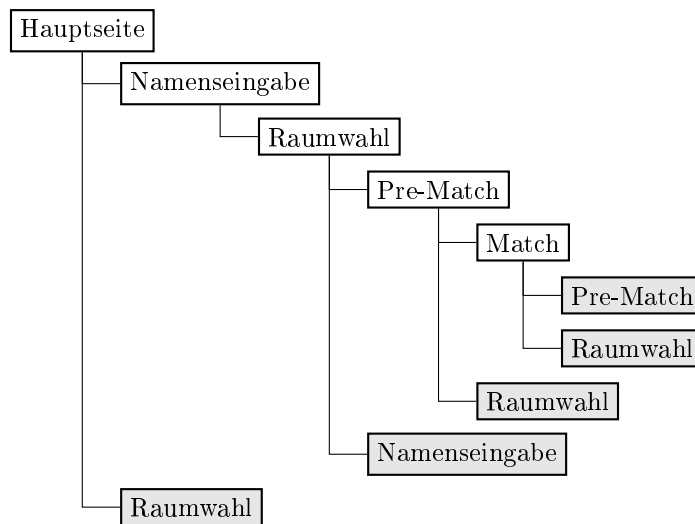 Hauptseite
Namenseingabe
Raumwahl
Pre-Match
Match
Pre-Match
Raumwahl
Raumwahl
Namenseingabe
Raumwahl